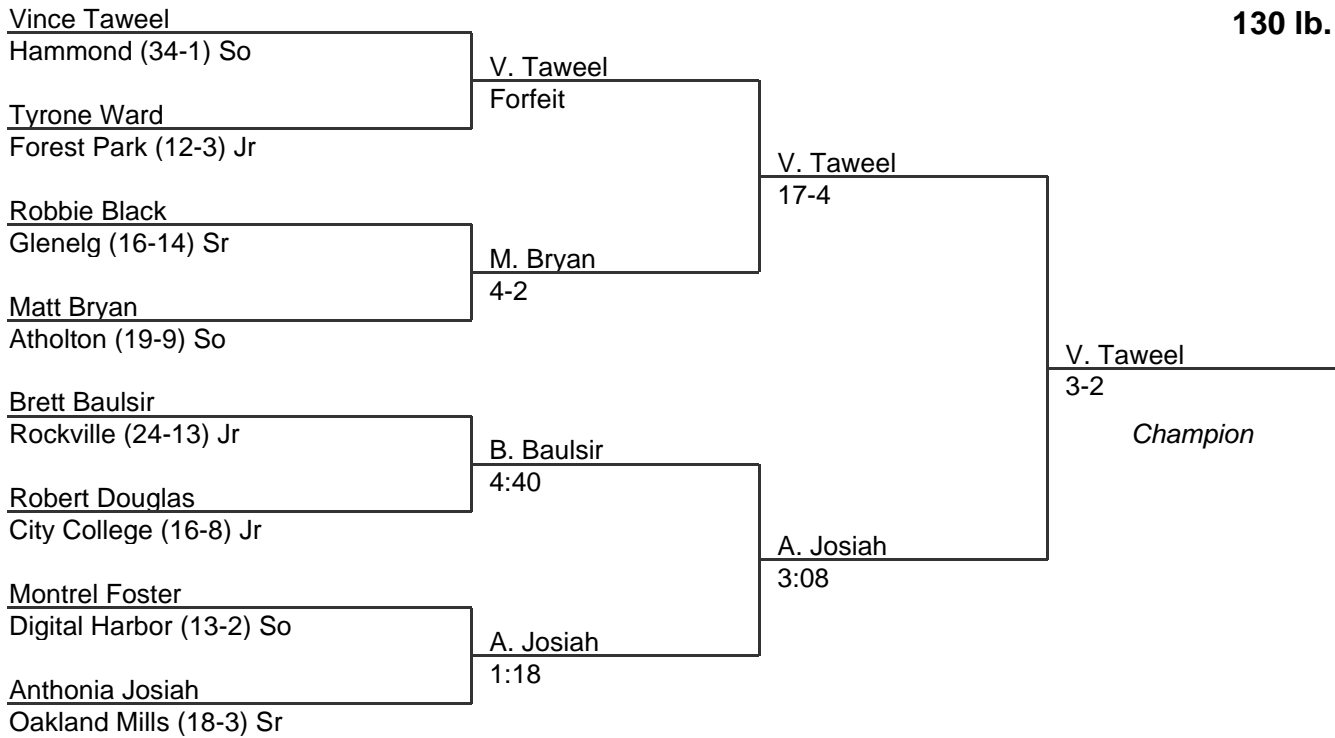 130 lb.
Vince Taweel
Hammond (34-1) So
Tyrone Ward
Forest Park (12-3) Jr
Robbie Black
Glenelg (16-14) Sr
Matt Bryan
Atholton (19-9) So
Brett Baulsir
Rockville (24-13) Jr
Robert Douglas
City College (16-8) Jr
Montrel Foster
Digital Harbor (13-2) So
Anthonia Josiah
Oakland Mills (18-3) Sr
V. Taweel
Forfeit
M. Bryan
4-2
B. Baulsir
4:40
A. Josiah
1:18
V. Taweel
17-4
A. Josiah
3:08
V. Taweel
3-2
Champion